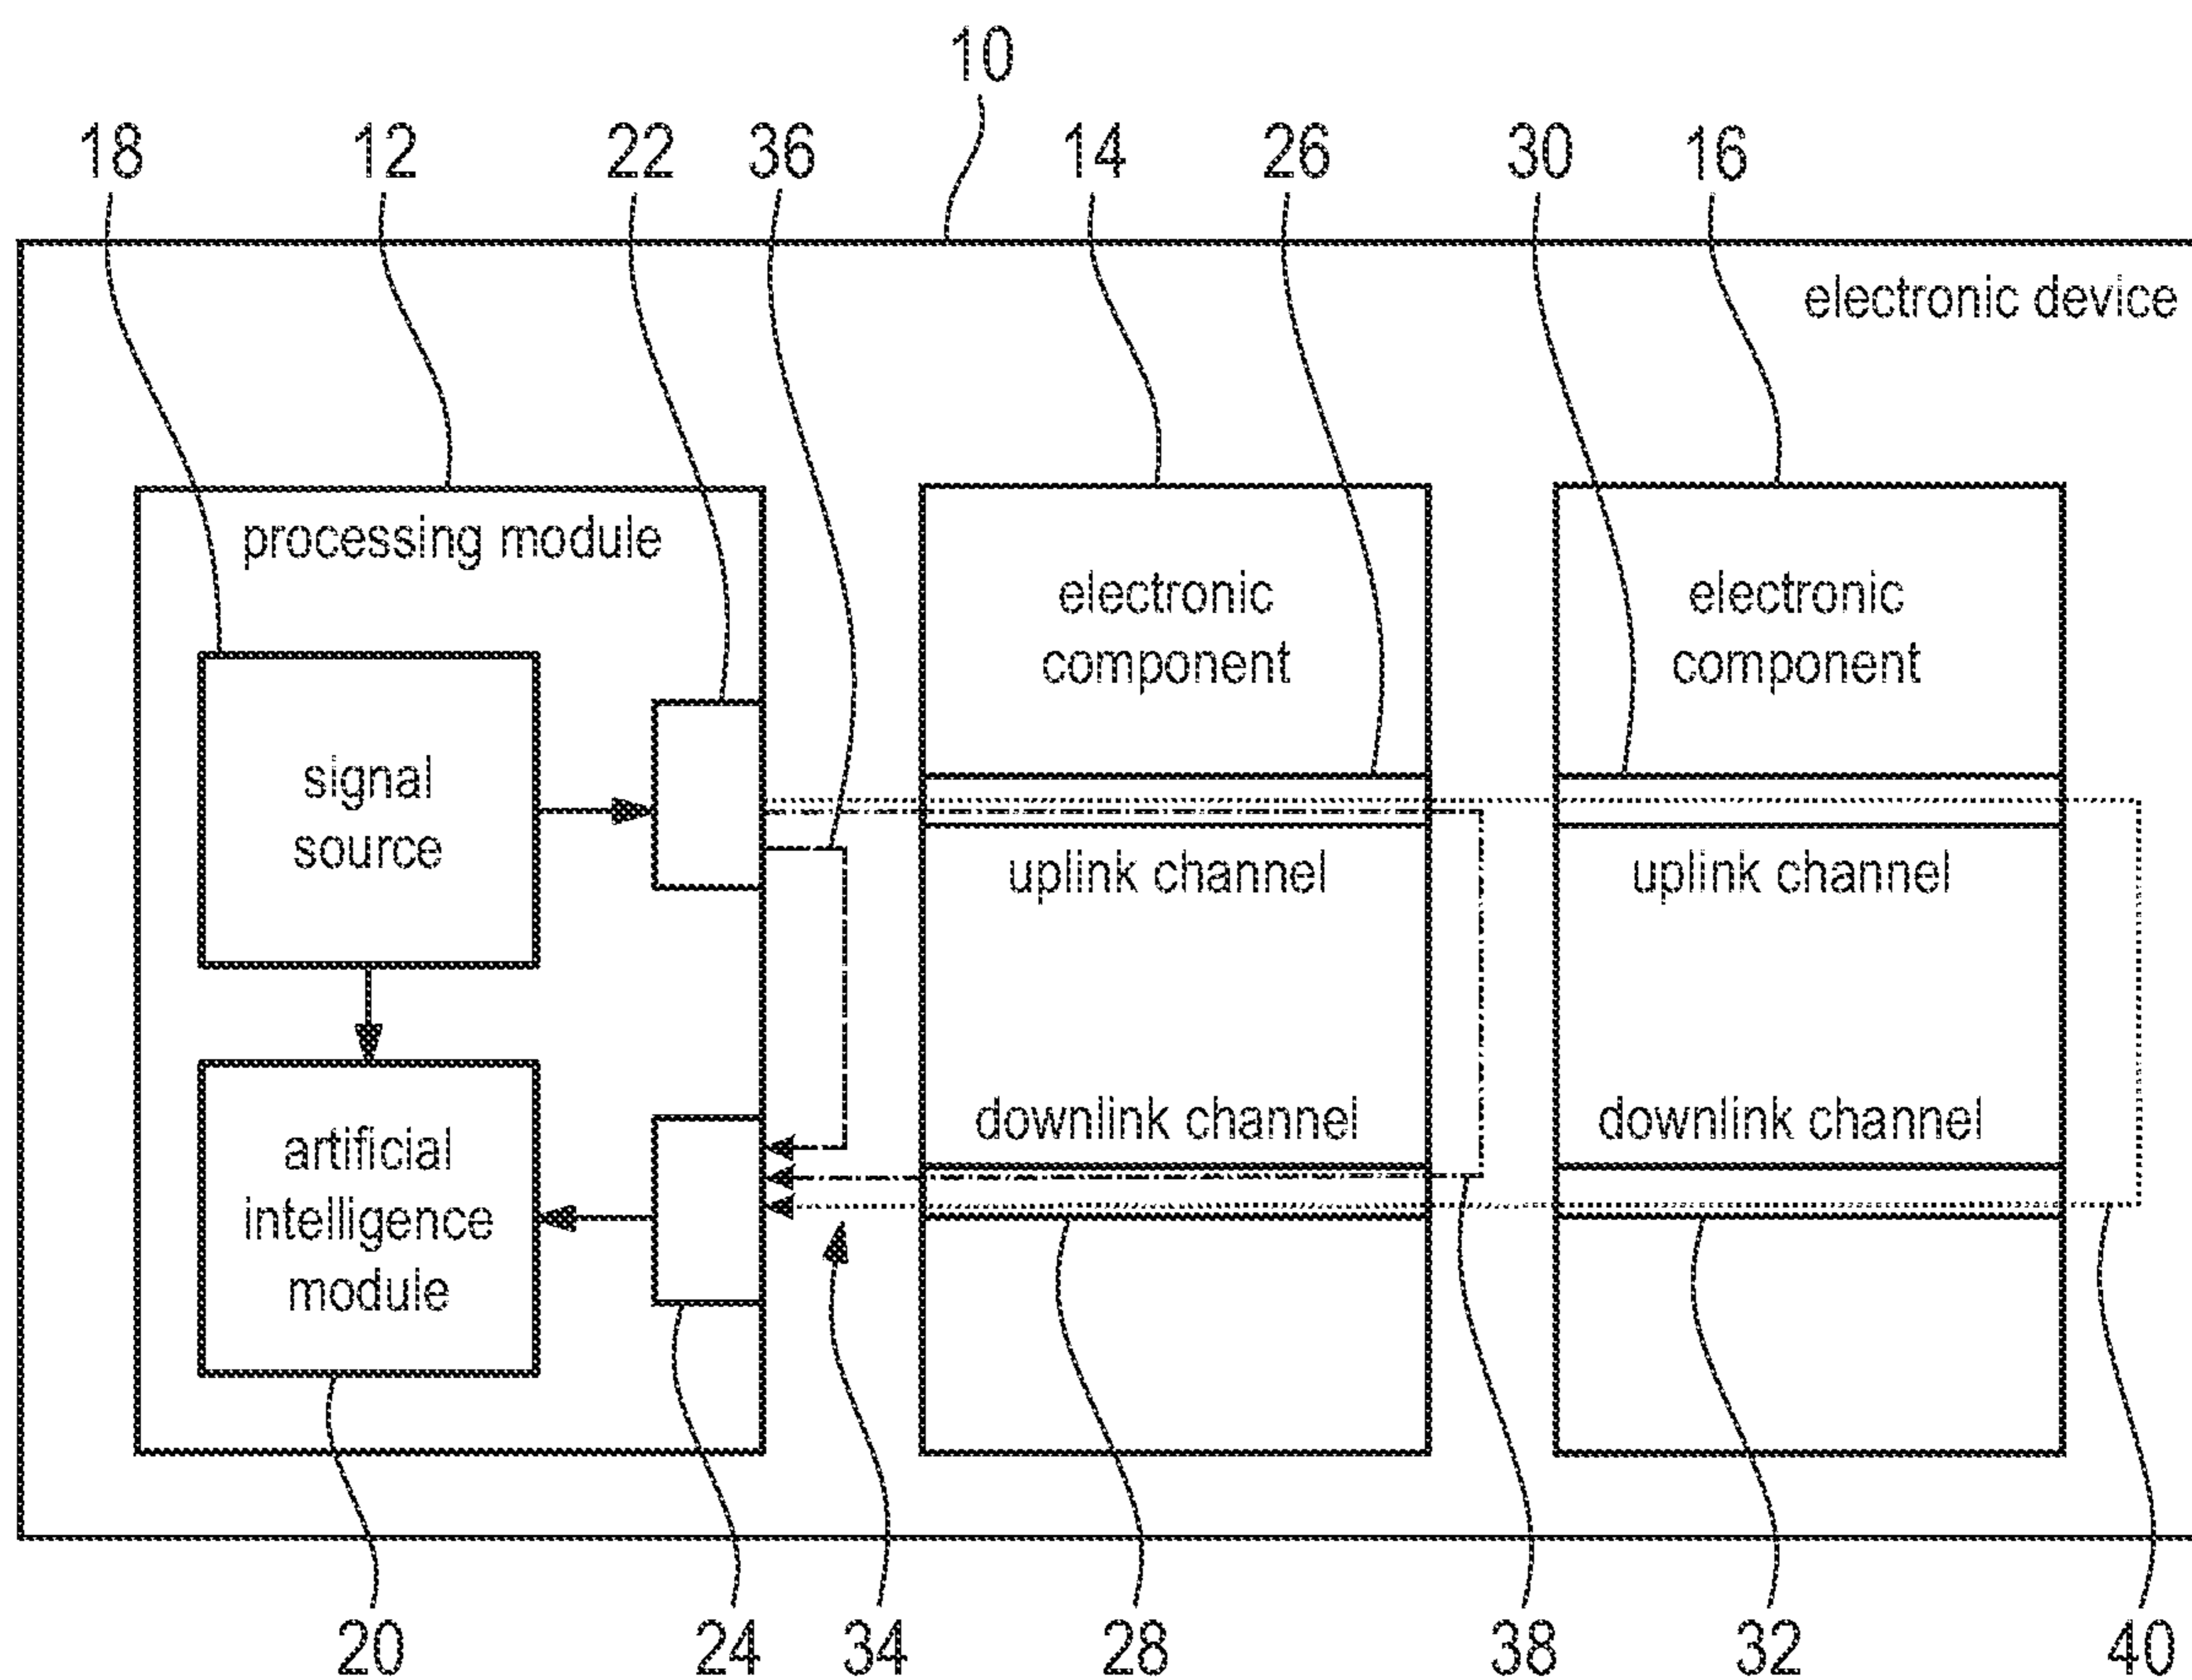 10
18
12
22
36
14
26
30
16
electronic device
processing module
signal
source
artificial
intelligence
module
electronic
component
uplink channel
downlink channel
electronic
component
uplink channel
downlink channel
20
24
34
28
38
32
40